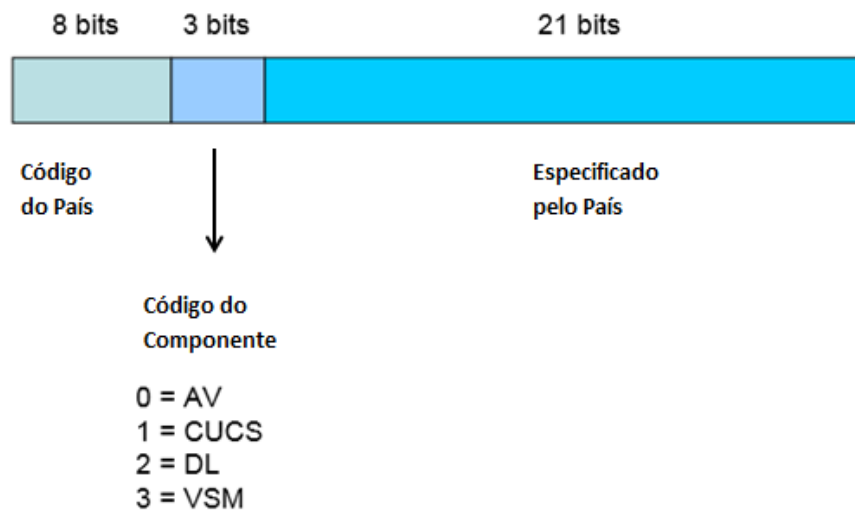 8 bits 3 bits 21 bits
Código
do País
Especificado
pelo País
Código do
Componente
0 = AV
1 = CUCS
2 = DL
3 = VSM